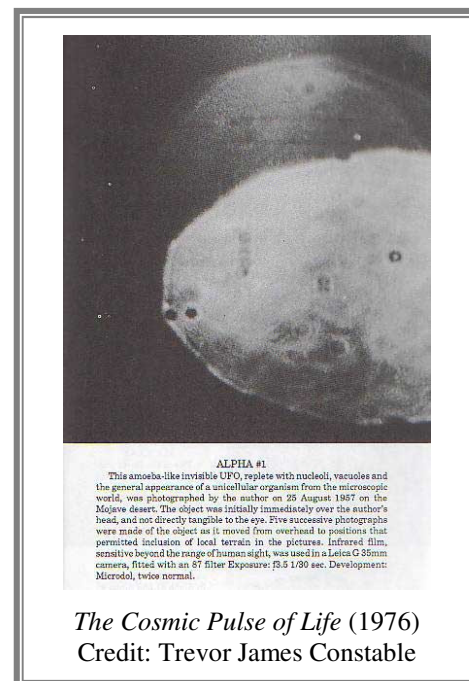 ALPHA #1
This amoeba-like invisible UFO, replete with nucleoli, vacuoles and
the general appearance of a unicellular organism from the microscopic
world, was photographed by the author on 25 August 1957 on the
Mojave desert. The object was initially immediately over the author's
head, and not directly tangible to the eye. Five successive photographs
were made of the object as it moved from overhead to positions that
permitted inclusion of local terrain in the pictures. Infrared film,
sensitive beyond the range of human sight, was used in a Leica G 35mm
camera, fitted with an 87 filter Exposure: f3.5 1/30 sec. Development:
Microdol, twice normal.
The Cosmic Pulse of Life (1976)
Credit: Trevor James Constable